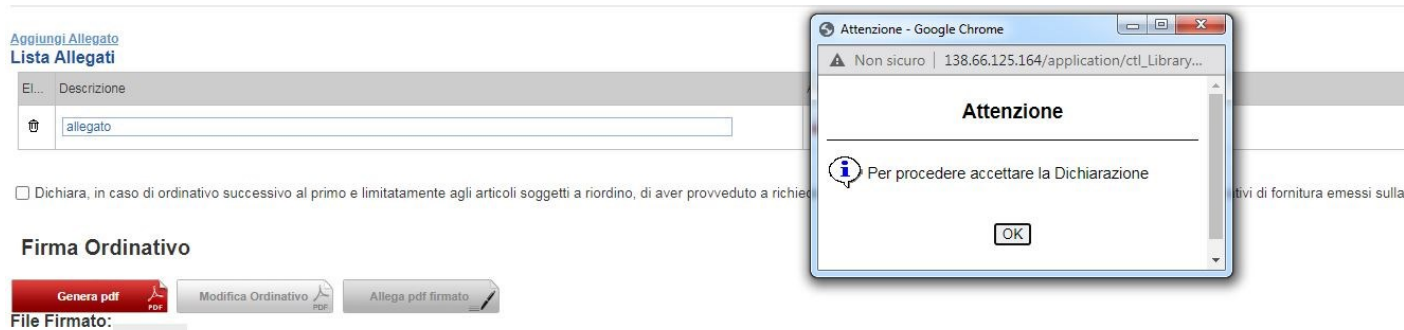 Aggiungi Allegato
Lista Allegati
El... Descrizione
allegato
Dichiara, in caso di ordinativo successivo al primo e limitatamente agli articoli soggetti a riordino, di aver provveduto a
tivi di fornitura emessi sulla
Firma Ordinativo
Genera pdf PDF
Modifica Ordinativo PDF
Allega pdf firmato
File Firmato:
Attenzione - Google Chrome
Non sicuro | 138.66.125.164/application/ctl_Library...
Attenzione
Per procedere accettare la Dichiarazione
OK